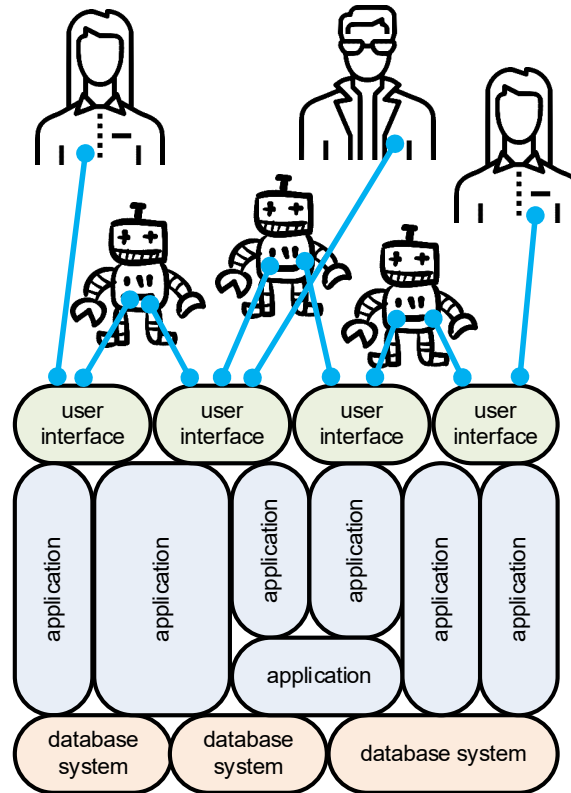 user
interface
user
interface
user
interface
user
interface
application
application
application
application
application
application
application
database
system
database
system
database system